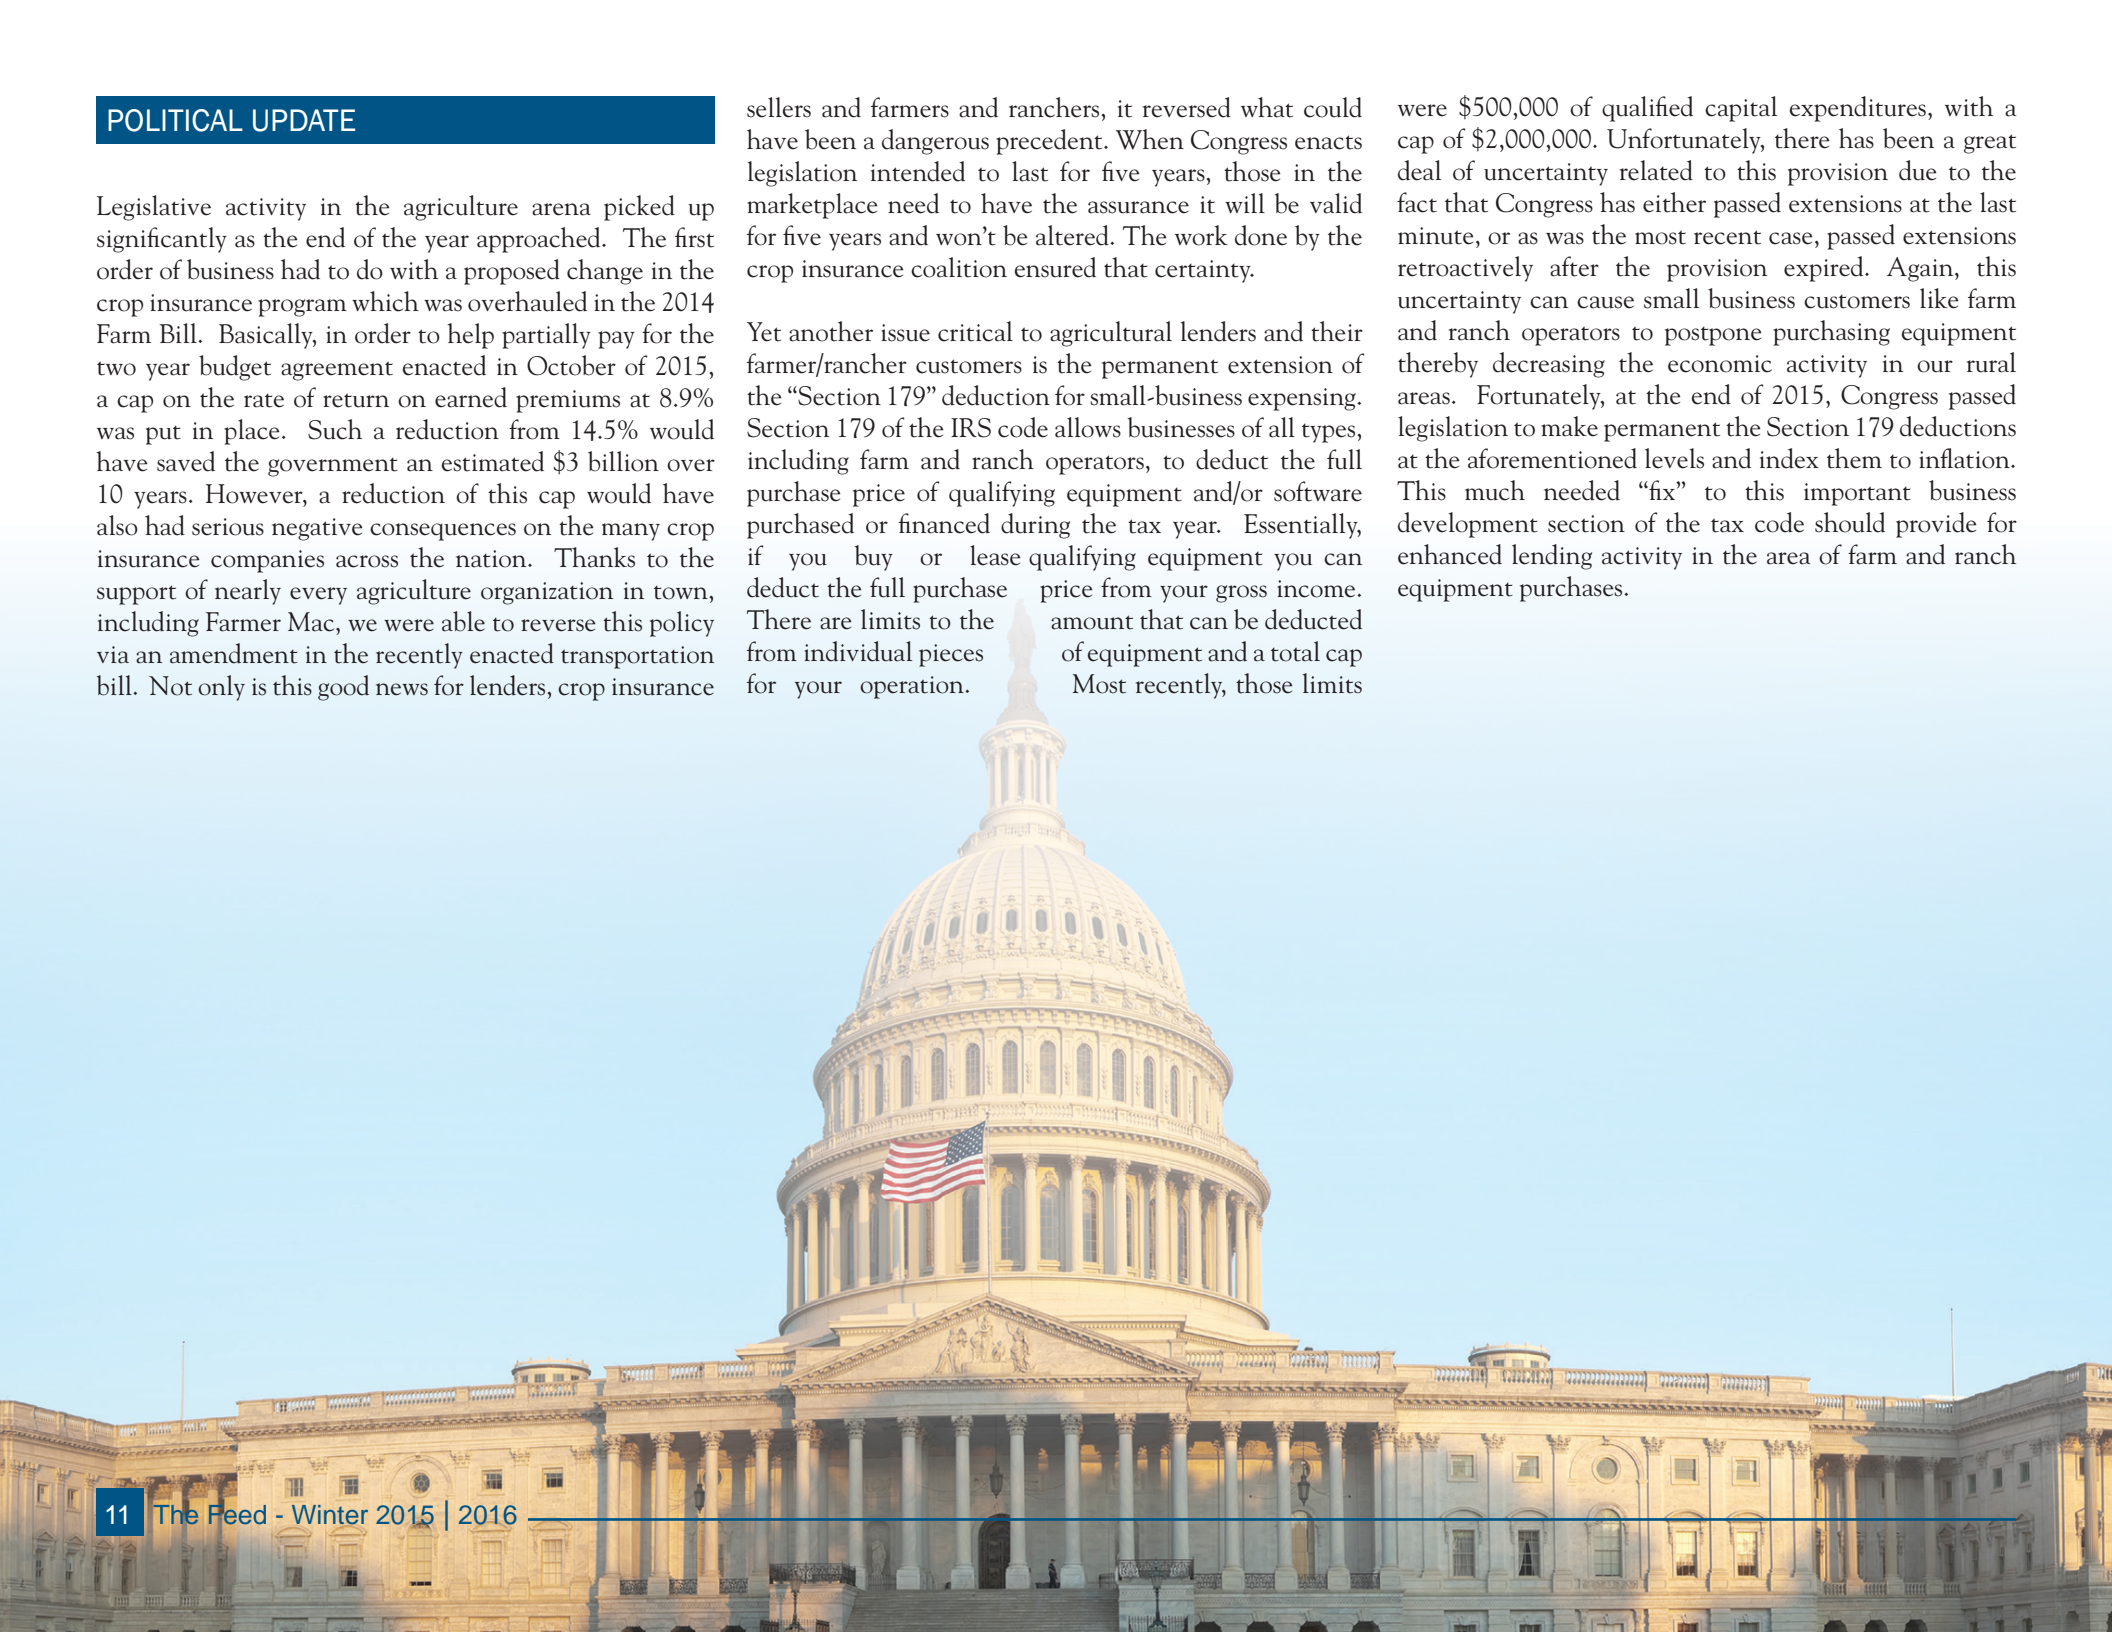 POLITICAL UPDATE
Legislative activity in the agriculture arena picked up
significantly as the end of the year approached. The first
order of business had to do with a proposed change in the
crop insurance program which was overhauled in the 2014
Farm Bill. Basically, in order to help partially pay for the
two year budget agreement enacted in October of 2015,
a cap on the rate of return on earned premiums at 8.9%
was put in place. Such a reduction from 14.5% would
have saved the government an estimated $3 billion over
10 years. However, a reduction of this cap would have
also had serious negative consequences on the many crop
insurance companies across the nation. Thanks to the
support of nearly every agriculture organization in town,
including Farmer Mac, we were able to reverse this policy
via an amendment in the recently enacted transportation
bill. Not only is this good news for lenders, crop insurance
sellers and farmers and ranchers, it reversed what could
have been a dangerous precedent. When Congress enacts
legislation intended to last for five years, those in the
marketplace need to have the assurance it will be valid
for five years and won’t be altered. The work done by the
crop insurance coalition ensured that certainty.
Yet another issue critical to agricultural lenders and their
farmer/rancher customers is the permanent extension of
the “Section 179” deduction for small-business expensing.
Section 179 of the IRS code allows businesses of all types,
including farm and ranch operators, to deduct the full
purchase price of qualifying equipment and/or software
purchased or financed during the tax year. Essentially,
if you buy or lease qualifying equipment you can
deduct the full purchase price from your gross income.
There are limits to the amount that can be deducted
from individual pieces of equipment and a total cap
for your operation. Most recently, those limits
were $500,000 of qualified capital expenditures, with a
cap of $2,000,000. Unfortunately, there has been a great
deal of uncertainty related to this provision due to the
fact that Congress has either passed extensions at the last
minute, or as was the most recent case, passed extensions
retroactively after the provision expired. Again, this
uncertainty can cause small business customers like farm
and ranch operators to postpone purchasing equipment
thereby decreasing the economic activity in our rural
areas. Fortunately, at the end of 2015, Congress passed
legislation to make permanent the Section 179 deductions
at the aforementioned levels and index them to inflation.
This much needed “fix” to this important business
development section of the tax code should provide for
enhanced lending activity in the area of farm and ranch
equipment purchases.
11 The Feed - Winter 2015 | 2016